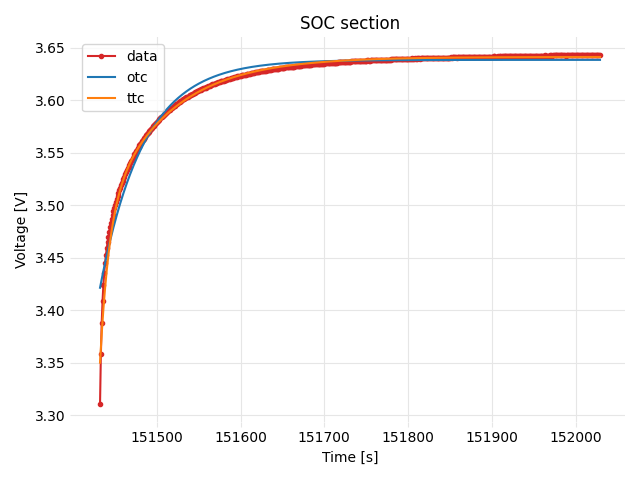 SOC section
data
otc
ttc
Voltage [V]
3.65
3.60
3.55
3.50
3.45
3.40
3.35
3.30
151500 151600 151700 151800 151900 152000
Time [s]